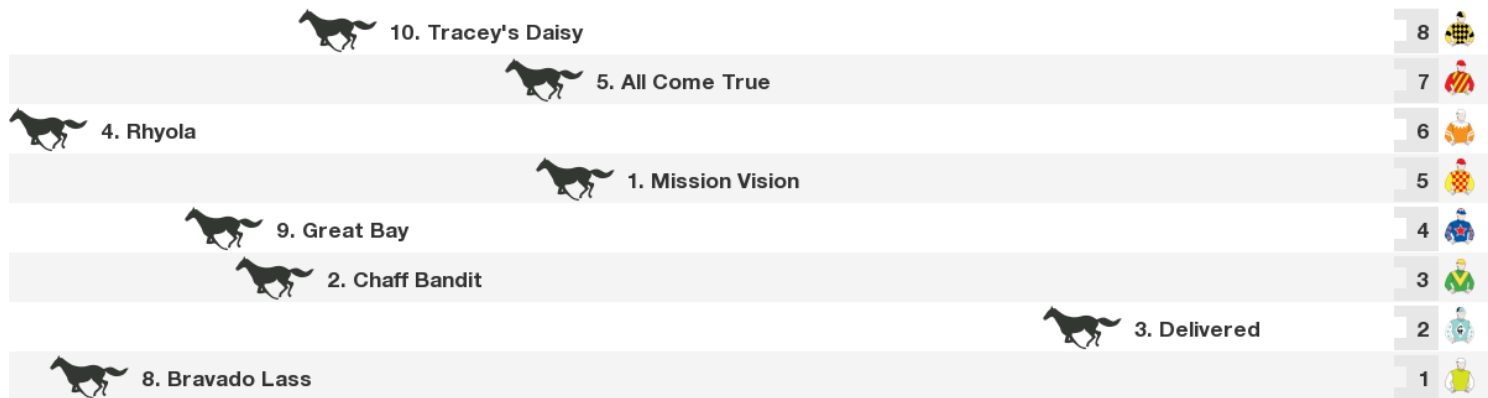 10. Tracey's Daisy 8
5. All Come True 7
4. Rhyola 6
1. Mission Vision 5
9. Great Bay 4
2. Chaff Bandit 3
3. Delivered 2
8. Bravado Lass 1